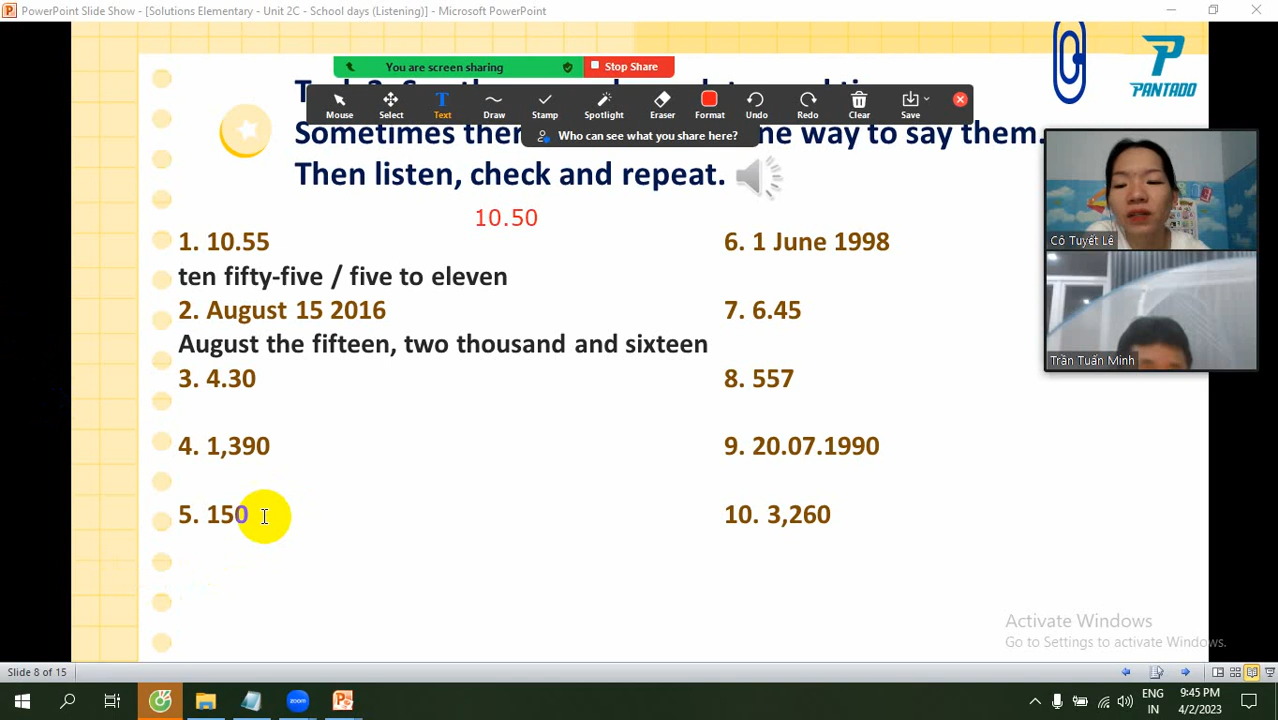 PowerPoint Slide Show - [Solutions Elementary - Unit 2C - School days (Listening)] - Microsoft PowerPoint
You are screen sharing
Stop Share
Mouse Select Text Draw Stamp Spotlight Eraser Format Undo Redo Clear Save
Who can see what you share here?
PANTADO
Sometimes way to say them.
Then listen, check and repeat.
10.50
1. 10.55
ten fifty-five / five to eleven
2. August 15 2016
August the fifteen, two thousand and sixteen
3. 4.30
4. 1,390
5. 150
6. 1 June 1998
7. 6.45
8. 557
9. 20.07.1990
10. 3,260
Cô Tuyết Lê
Trần Tuấn Minh
Activate Windows
Go to Settings to activate Windows.
Slide 8 of 15
zoom
ENG
IN
9:45 PM
4/2/2023